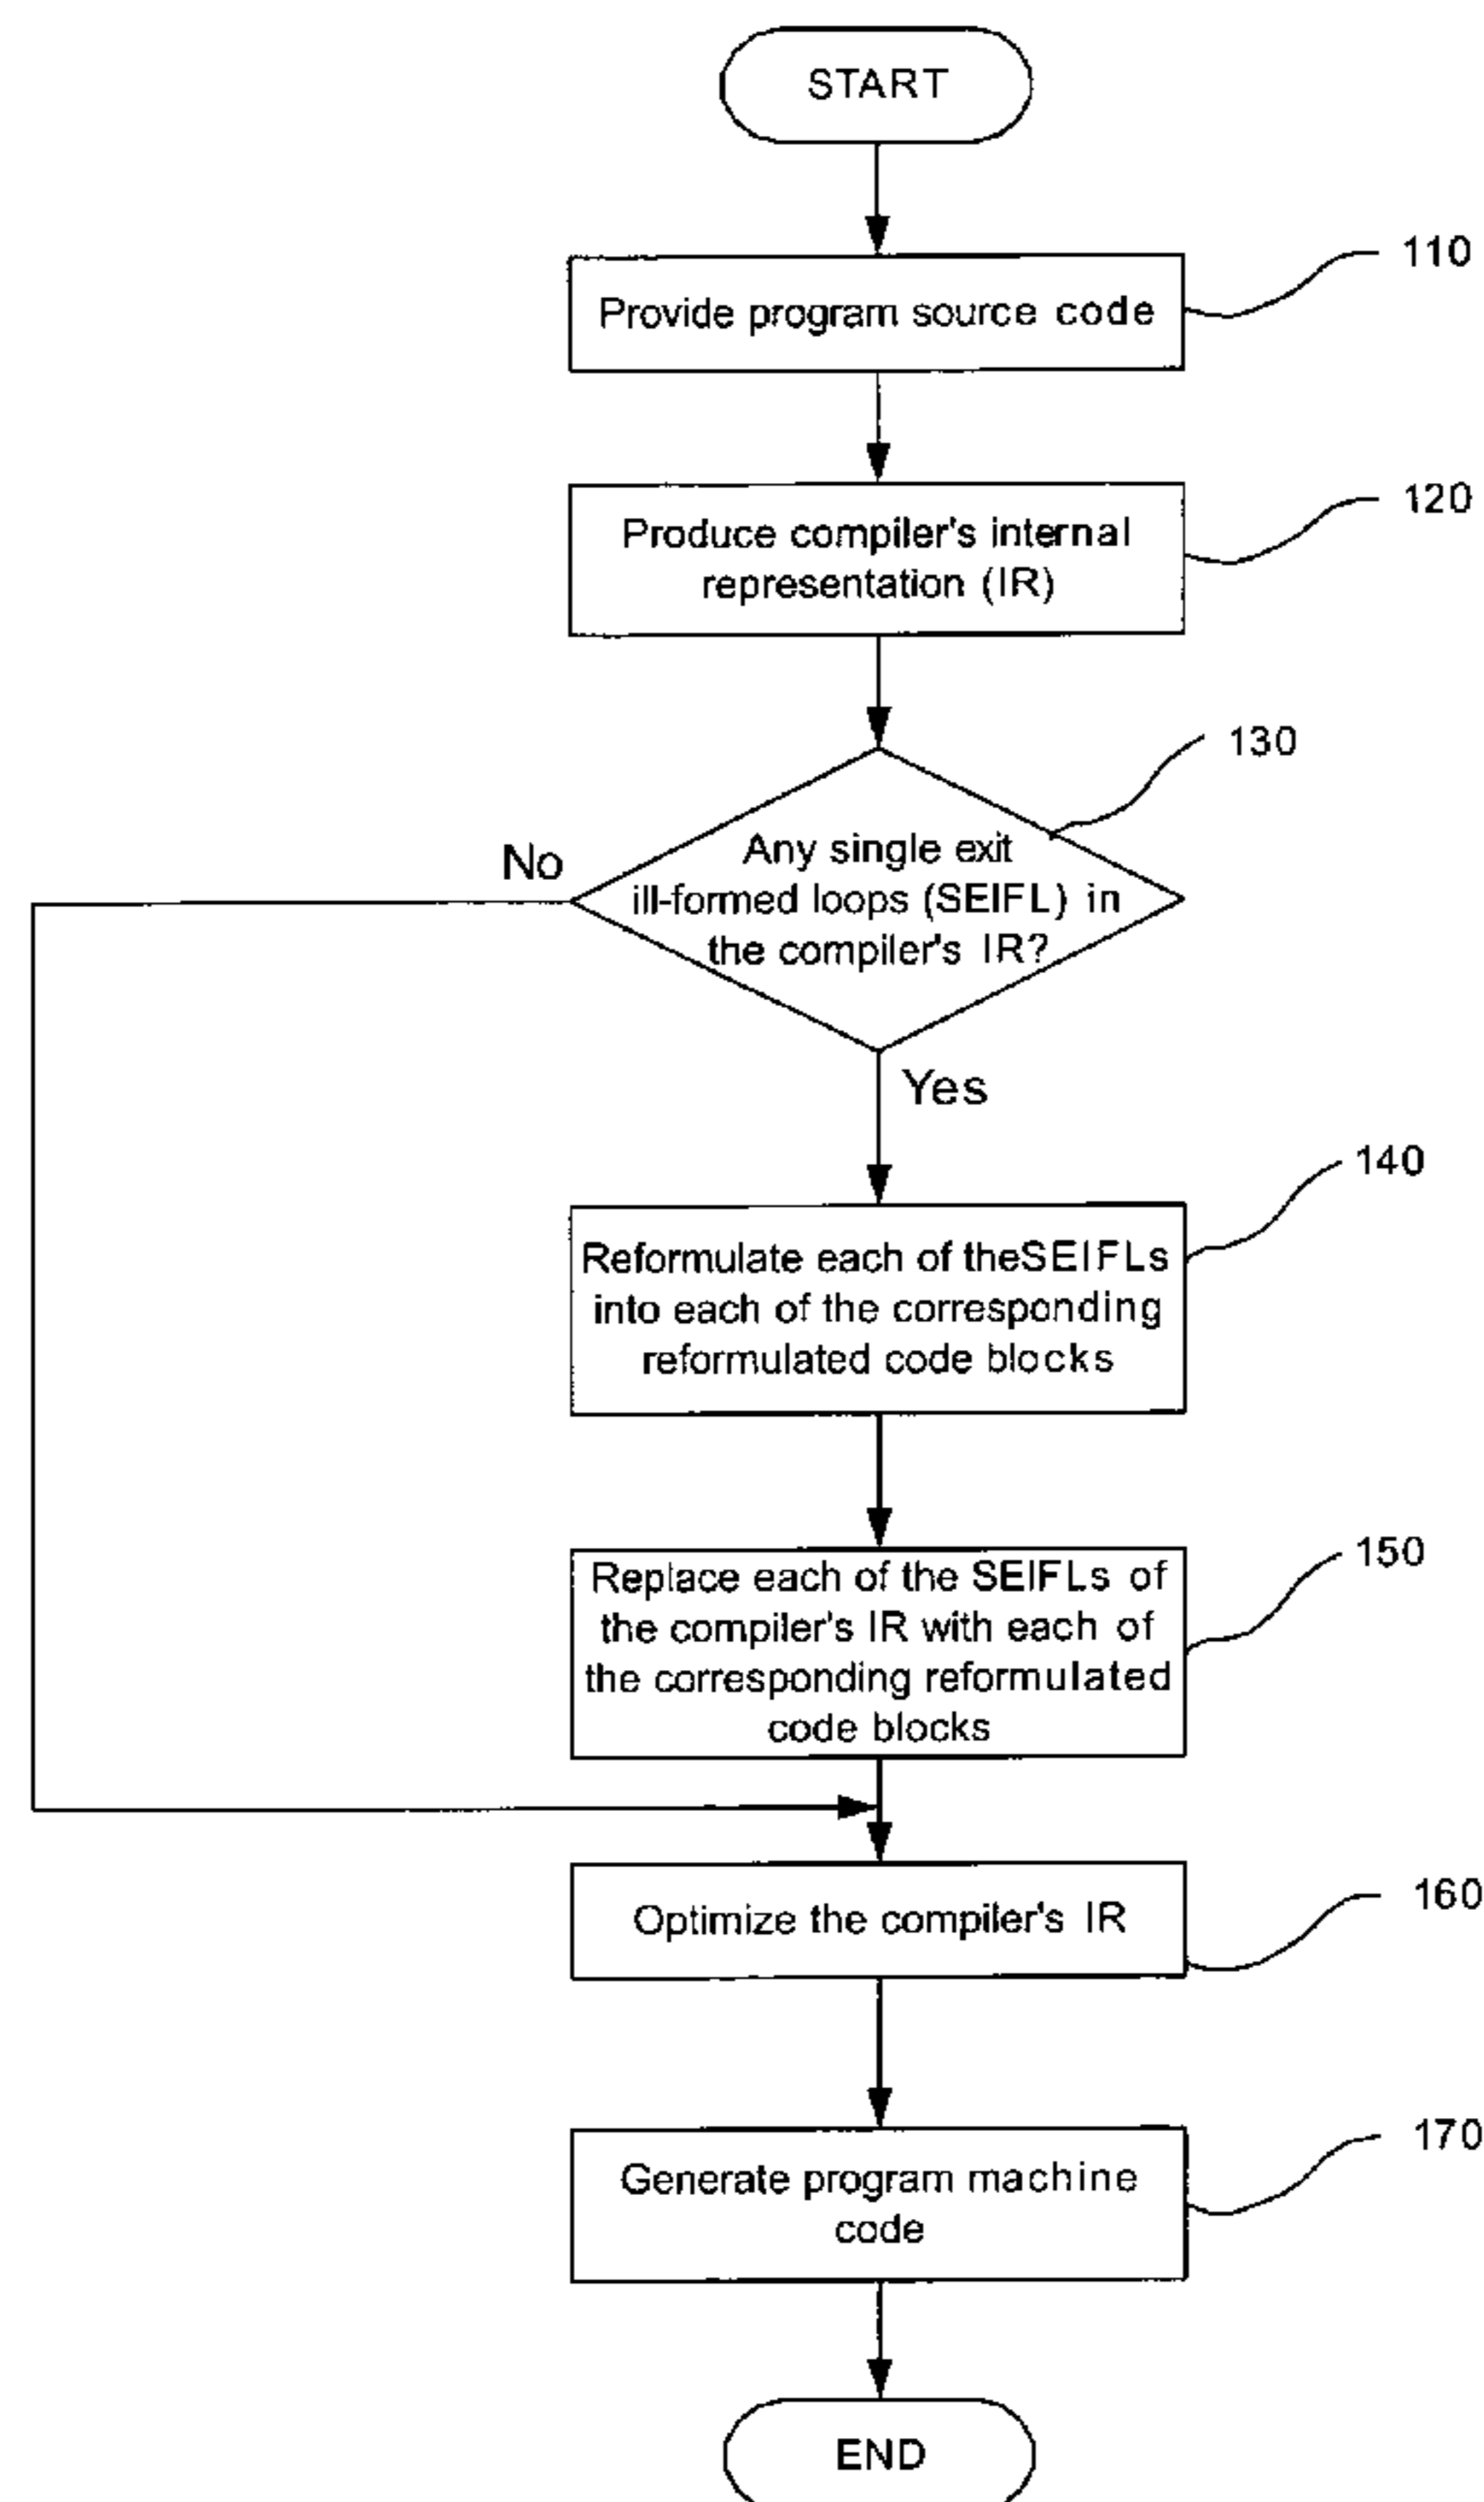 START
110
Provide program source code
120
Produce compiler's internal
representation (IR)
130
Any single exit
ill-formed loops (SEIFL) in
the compiler's IR?
No
Yes
140
Reformulate each of theSEIFLs
into each of the corresponding
reformulated code blocks
150
Replace each of the SEIFLs of
the compiler's IR with each of
the corresponding reformulated
code blocks
160
Optimize the compiler's IR
170
Generate program machine
code
END